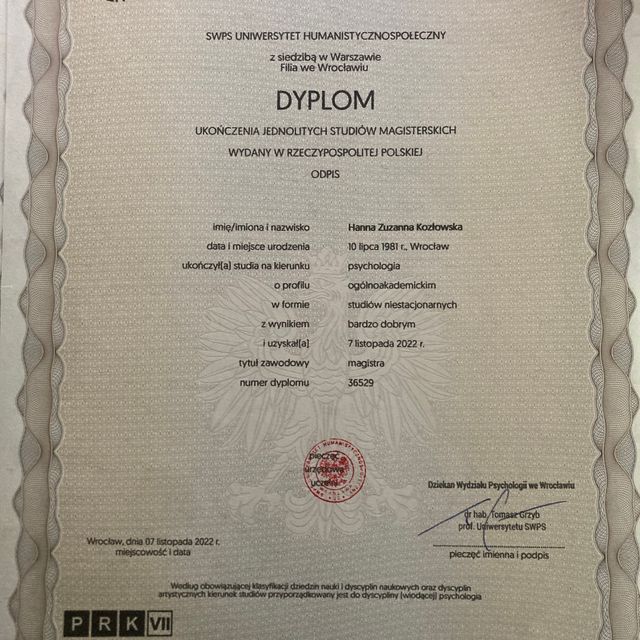 SWPS UNIWERSYTET HUMANISTYCZNOSPOŁECZNY
z siedzibą w Warszawie
Filia we Wrocławiu
DYPLOM
UKOŃCZENIA JEDNOLITYCH STUDIÓW MAGISTERSKICH
WYDANY W RZECZYPOSPOLITEJ POLSKIEJ
ODPIS
imię/imiona i nazwisko Hanna Zuzanna Kozłowska
data i miejsce urodzenia 10 lipca 1981 r., Wrocław
ukończył(a) studia na kierunku psychologia
o profilu ogólnoakademickim
w formie studiów niestacjonarnych
z wynikiem bardzo dobrym
i uzyskał(a) 7 listopada 2022 r.
tytuł zawodowy magistra
numer dyplomu 36529
pieczęć
urzędowa
uczelni
Dziekan Wydziału Psychologii we Wrocławiu
dr hab. Tomasz Grzyb
prof. Uniwersytetu SWPS
Wrocław, dnia 07 listopada 2022 r.
miejscowość i data
pieczęć imienna i podpis
Według obowiązującej klasyfikacji dziedzin nauki i dyscyplin naukowych oraz dyscyplin
artystycznych kierunek studiów przyporządkowany jest do dyscypliny (wiodącej) psychologia
PRK VII